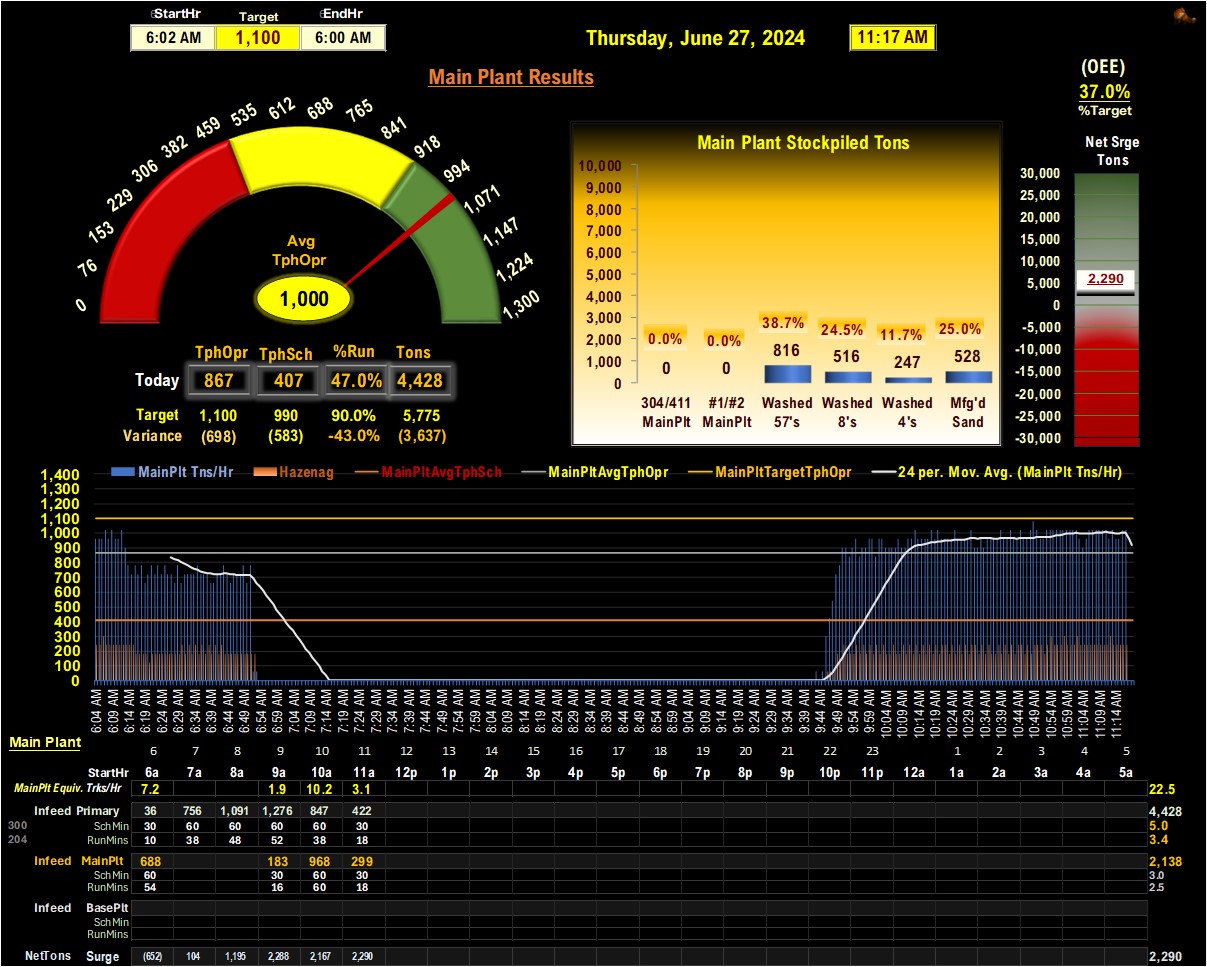 StartHr Target EndHr
6:02 AM 1,100 6:00 AM
Thursday, June 27, 2024 11:17 AM
Main Plant Results
(OEE)
37.0%
%Target
0 76 153 229 306 382 459 535 612 688 765 841 918 994 1,071 1,147 1,224 1,300
Avg
TphOpr
1,000
TphOpr TphSch %Run Tons
Today 867 407 47.0% 4,428
Target 1,100 990 90.0% 5,775
Variance (698) (583) -43.0% (3,637)
Main Plant Stockpiled Tons
10,000
9,000
8,000
7,000
6,000
5,000
4,000
3,000
2,000
1,000
0
0.0% 0.0% 38.7% 24.5% 11.7% 25.0%
0 0 816 516 247 528
304/411 #1/#2 Washed Washed Washed Mfg'd
MainPlt MainPlt 57's 8's 4's Sand
Net Srge
Tons
30,000
25,000
20,000
15,000
10,000
5,000
0
-5,000
-10,000
-15,000
-20,000
-25,000
-30,000
2,290
MainPlt Tns/Hr Hazenag MainPltAvgTphSch MainPltAvgTphOpr MainPltTargetTphOpr 24 per. Mov. Avg. (MainPlt Tns/Hr)
1,400
1,300
1,200
1,100
1,000
900
800
700
600
500
400
300
200
100
0
6:04 AM 6:09 AM 6:14 AM 6:19 AM 6:24 AM 6:29 AM 6:34 AM 6:39 AM 6:44 AM 6:49 AM 6:54 AM 6:59 AM 7:04 AM 7:09 AM 7:14 AM 7:19 AM 7:24 AM 7:29 AM 7:34 AM 7:39 AM 7:44 AM 7:49 AM 7:54 AM 7:59 AM 8:04 AM 8:09 AM 8:14 AM 8:19 AM 8:24 AM 8:29 AM 8:34 AM 8:39 AM 8:44 AM 8:49 AM 8:54 AM 8:59 AM 9:04 AM 9:09 AM 9:14 AM 9:19 AM 9:24 AM 9:29 AM 9:34 AM 9:39 AM 9:44 AM 9:49 AM 9:54 AM 9:59 AM 10:04 AM 10:09 AM 10:14 AM 10:19 AM 10:24 AM 10:29 AM 10:34 AM 10:39 AM 10:44 AM 10:49 AM 10:54 AM 10:59 AM 11:04 AM 11:09 AM 11:14 AM
Main Plant 6 7 8 9 10 11 12 13 14 15 16 17 18 19 20 21 22 23 1 2 3 4 5
StartHr 6a 7a 8a 9a 10a 11a 12p 1p 2p 3p 4p 5p 6p 7p 8p 9p 10p 11p 12a 1a 2a 3a 4a 5a
MainPlt Equiv. Trks/Hr 7.2 1.9 10.2 3.1 22.5
Infeed Primary 36 756 1,091 1,276 847 422 4,428
300 SchMin 30 60 60 60 60 30 5.0
204 RunMins 10 38 48 52 38 18 3.4
Infeed MainPlt 688 183 968 299 2,138
SchMin 60 30 60 30 3.0
RunMins 54 16 60 18 2.5
Infeed BasePlt
SchMin
RunMins
NetTons Surge (652) 104 1,195 2,288 2,167 2,290 2,290